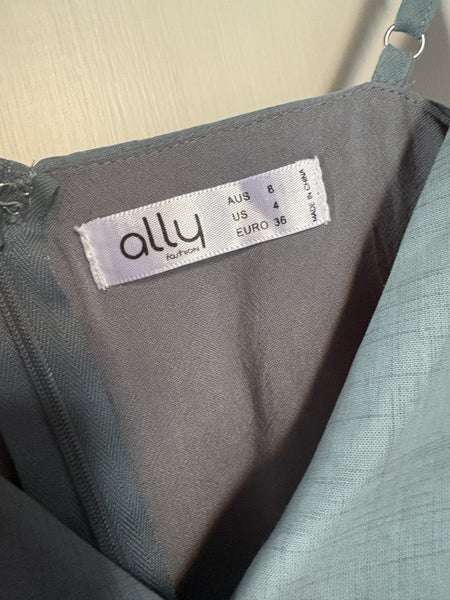 ally
fashion
AUS 8
US 4
EURO 36
MADE IN CHINA